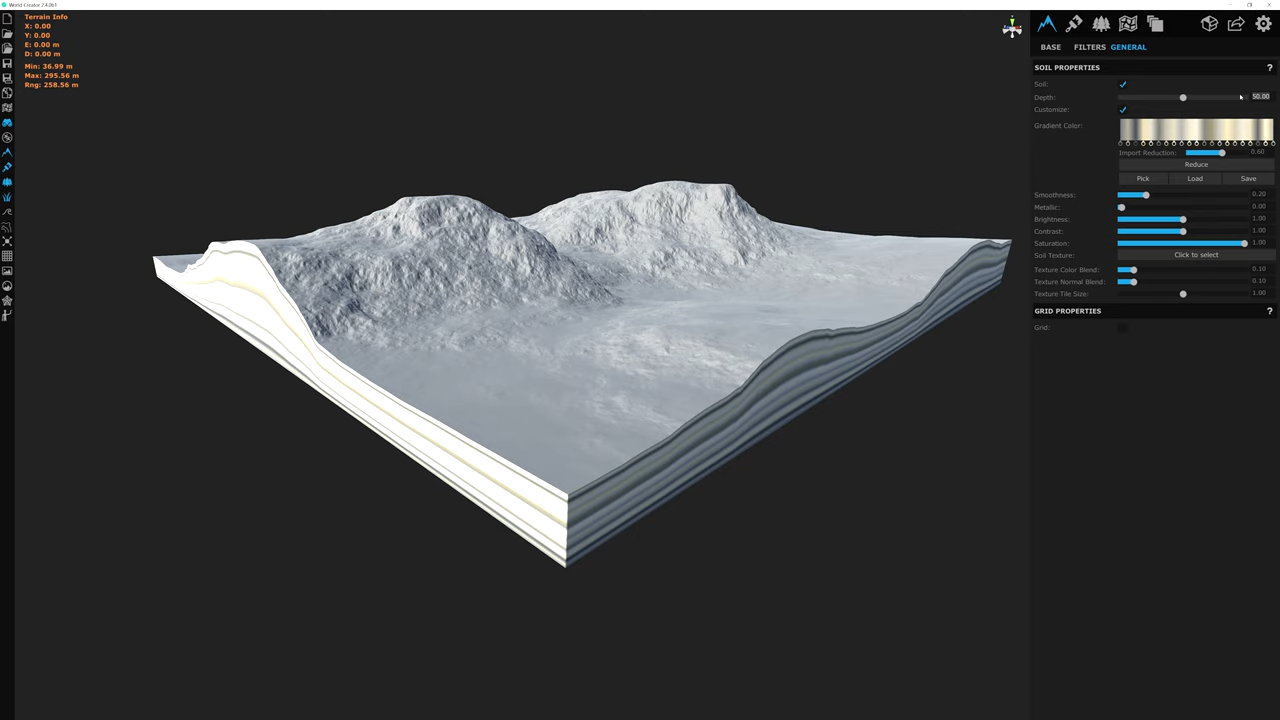 World Creator 2.4.0b1
Terrain Info
X: 0.00
Y: 0.00
E: 0.00 m
D: 0.00 m
Min: 36.99 m
Max: 295.56 m
Rng: 258.56 m
BASE FILTERS GENERAL
SOIL PROPERTIES ?
Soil:
Depth: 50.00
Customize:
Gradient Color:
Import Reduction: 0.60
Reduce
Pick Load Save
Smoothness: 0.20
Metallic: 0.00
Brightness: 1.00
Contrast: 1.00
Saturation: 1.00
Soil Texture: Click to select
Texture Color Blend: 0.10
Texture Normal Blend: 0.10
Texture Tile Size: 1.00
GRID PROPERTIES ?
Grid: